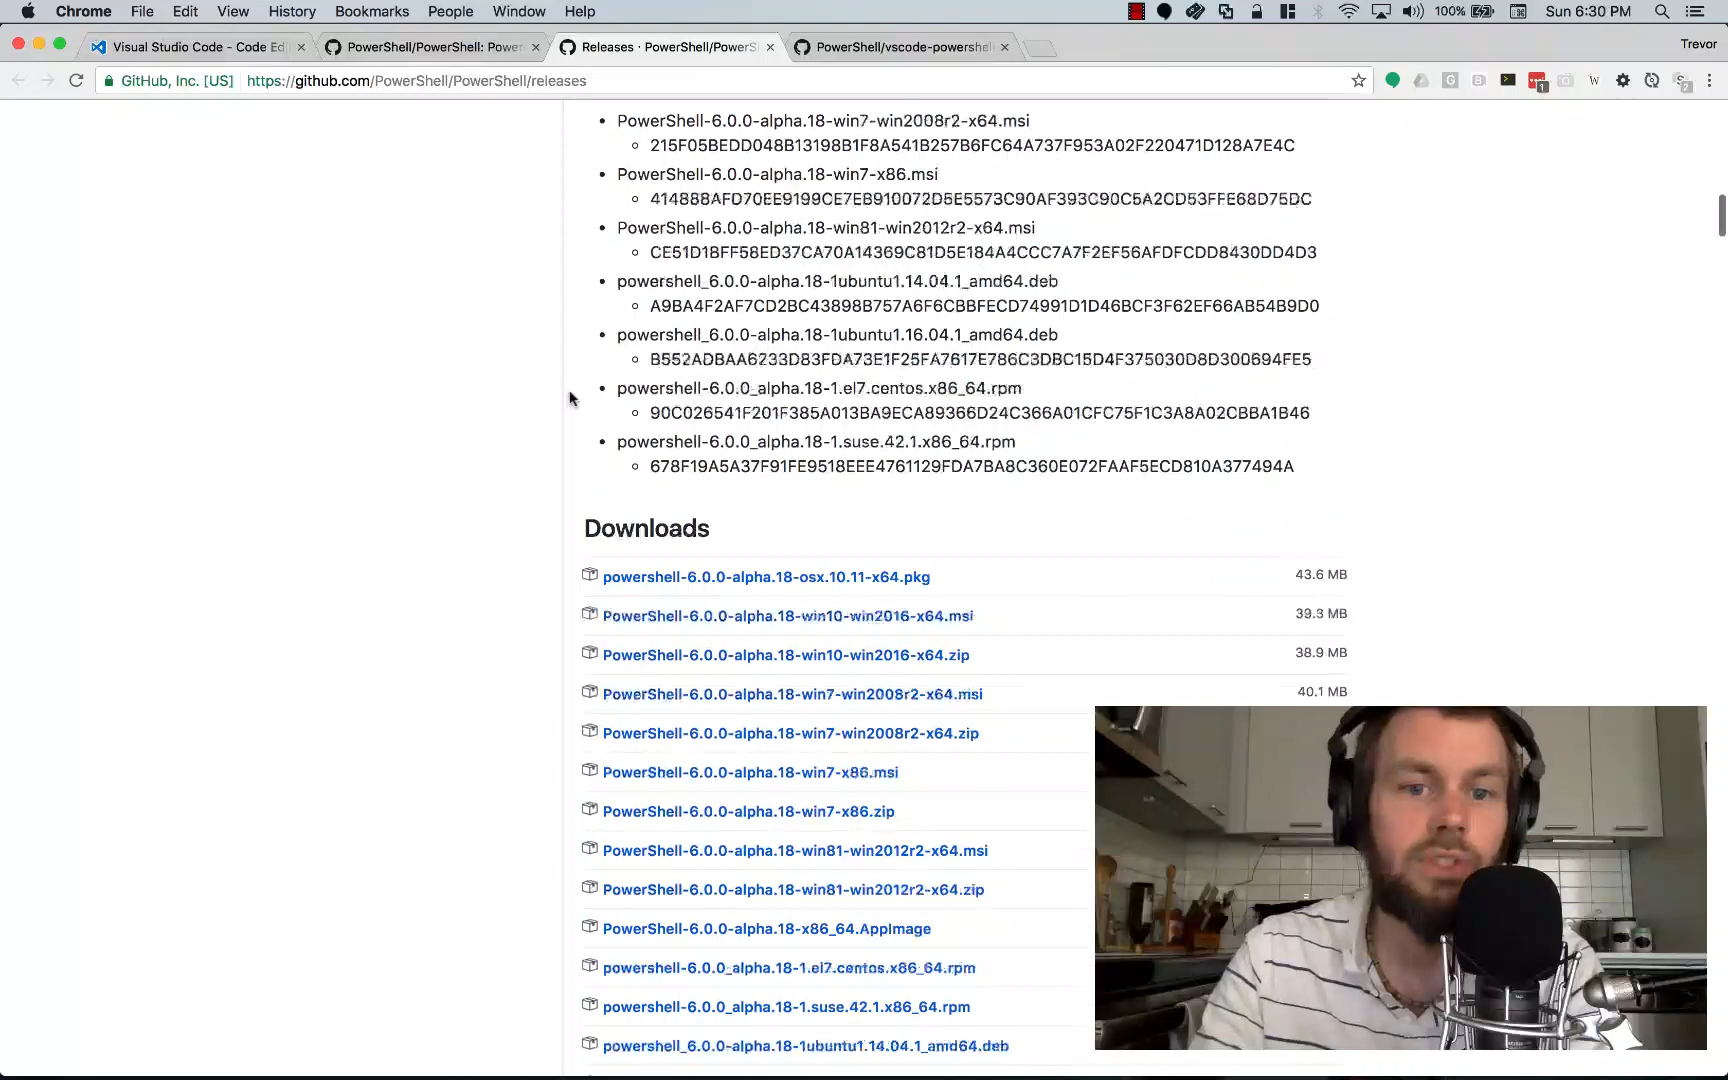 Chrome File Edit View History Bookmarks People Window Help 100% Sun 6:30 PM
Visual Studio Code - Code Edi PowerShell/PowerShell: Power Releases · PowerShell/PowerS PowerShell/vscode-powershel Trevor
GitHub, Inc. [US] https://github.com/PowerShell/PowerShell/releases
PowerShell-6.0.0-alpha.18-win7-win2008r2-x64.msi
215F05BEDD048B13198B1F8A541B257B6FC64A737F953A02F220471D128A7E4C
PowerShell-6.0.0-alpha.18-win7-x86.msi
PowerShell-6.0.0-alpha.18-win81-win2012r2-x64.msi
CE51D1BFF58ED37CA70A14369C81D5E184A4CCC7A7F2EF56AFDFCDD8430DD4D3
powershell_6.0.0-alpha.18-1ubuntu1.14.04.1_amd64.deb
A9BA4F2AF7CD2BC43898B757A6F6CBBFECD74991D1D46BCF3F62EF66AB54B9D0
powershell_6.0.0-alpha.18-1ubuntu1.16.04.1_amd64.deb
powershell-6.0.0_alpha.18-1.el7.centos.x86_64.rpm
90C026541F201F385A013BA9ECA89366D24C366A01CFC75F1C3A8A02CBBA1B46
powershell-6.0.0_alpha.18-1.suse.42.1.x86_64.rpm
678F19A5A37F91FE9518EEE4761129FDA7BA8C360E072FAAF5ECD810A377494A
Downloads
powershell-6.0.0-alpha.18-osx.10.11-x64.pkg 43.6 MB
PowerShell-6.0.0-alpha.18-win10-win2016-x64.msi 39.3 MB
PowerShell-6.0.0-alpha.18-win10-win2016-x64.zip 38.9 MB
PowerShell-6.0.0-alpha.18-win7-win2008r2-x64.msi 40.1 MB
PowerShell-6.0.0-alpha.18-win7-win2008r2-x64.zip
PowerShell-6.0.0-alpha.18-win7-x86.msi
PowerShell-6.0.0-alpha.18-win7-x86.zip
PowerShell-6.0.0-alpha.18-win81-win2012r2-x64.msi
PowerShell-6.0.0-alpha.18-win81-win2012r2-x64.zip
PowerShell-6.0.0-alpha.18-x86_64.AppImage
powershell-6.0.0_alpha.18-1.el7.centos.x86_64.rpm
powershell-6.0.0_alpha.18-1.suse.42.1.x86_64.rpm
powershell_6.0.0-alpha.18-1ubuntu1.14.04.1_amd64.deb